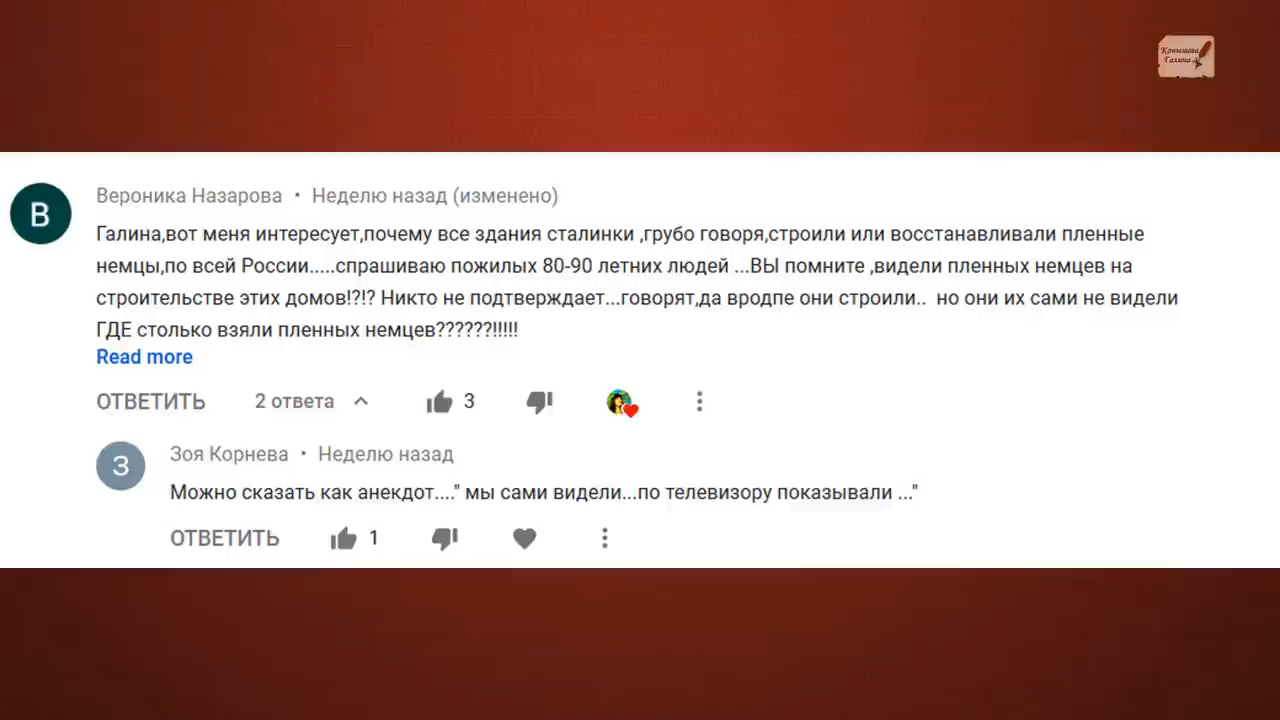 Конышева
Галина
В
Вероника Назарова • Неделю назад (изменено)
Галина,вот меня интересует,почему все здания сталинки ,грубо говоря,строили или восстанавливали пленные
немцы,по всей России.....спрашиваю пожилых 80-90 летних людей ...ВЫ помните ,видели пленных немцев на
строительстве этих домов!?!? Никто не подтверждает...говорят,да вродпе они строили.. но они их сами не видели
ГДЕ столько взяли пленных немцев??????!!!!!
Read more
ОТВЕТИТЬ 2 ответа 3
З
Зоя Корнева • Неделю назад
Можно сказать как анекдот...." мы сами видели...по телевизору показывали ..."
ОТВЕТИТЬ 1